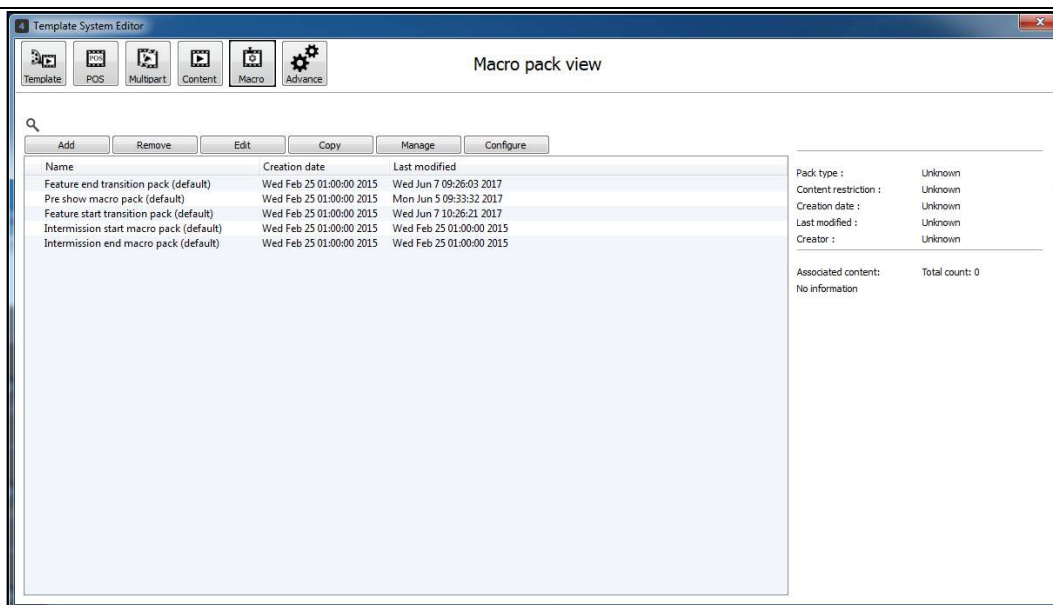 4 Template System Editor x
Template POS Multipart Content Macro Advance
POS
Macro pack view
Add Remove Edit Copy Manage Configure
Name Creation date Last modified
Feature end transition pack (default) Wed Feb 25 01:00:00 2015 Wed Jun 7 09:26:03 2017
Pre show macro pack (default) Wed Feb 25 01:00:00 2015 Mon Jun 5 09:33:32 2017
Feature start transition pack (default) Wed Feb 25 01:00:00 2015 Wed Jun 7 10:26:21 2017
Intermission start macro pack (default) Wed Feb 25 01:00:00 2015 Wed Feb 25 01:00:00 2015
Intermission end macro pack (default) Wed Feb 25 01:00:00 2015 Wed Feb 25 01:00:00 2015
Pack type : Unknown
Content restriction : Unknown
Creation date : Unknown
Last modified : Unknown
Creator : Unknown
Associated content: Total count: 0
No information